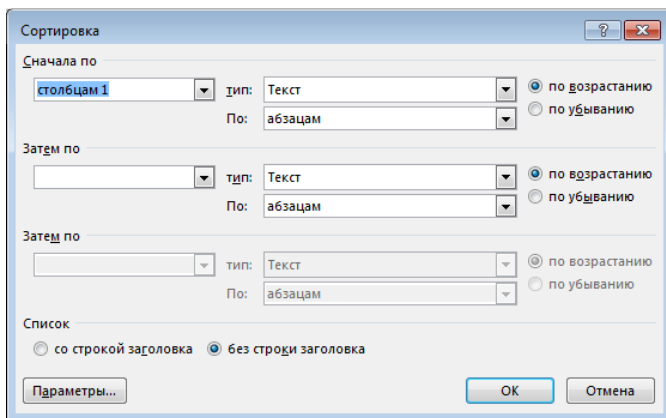 Сортировка
Сначала по
столбцам 1 тип: Текст по возрастанию
По: абзацам по убыванию
Затем по
тип: Текст по возрастанию
По: абзацам по убыванию
Затем по
тип: Текст по возрастанию
По: абзацам по убыванию
Список
со строкой заголовка без строки заголовка
Параметры... ОК Отмена